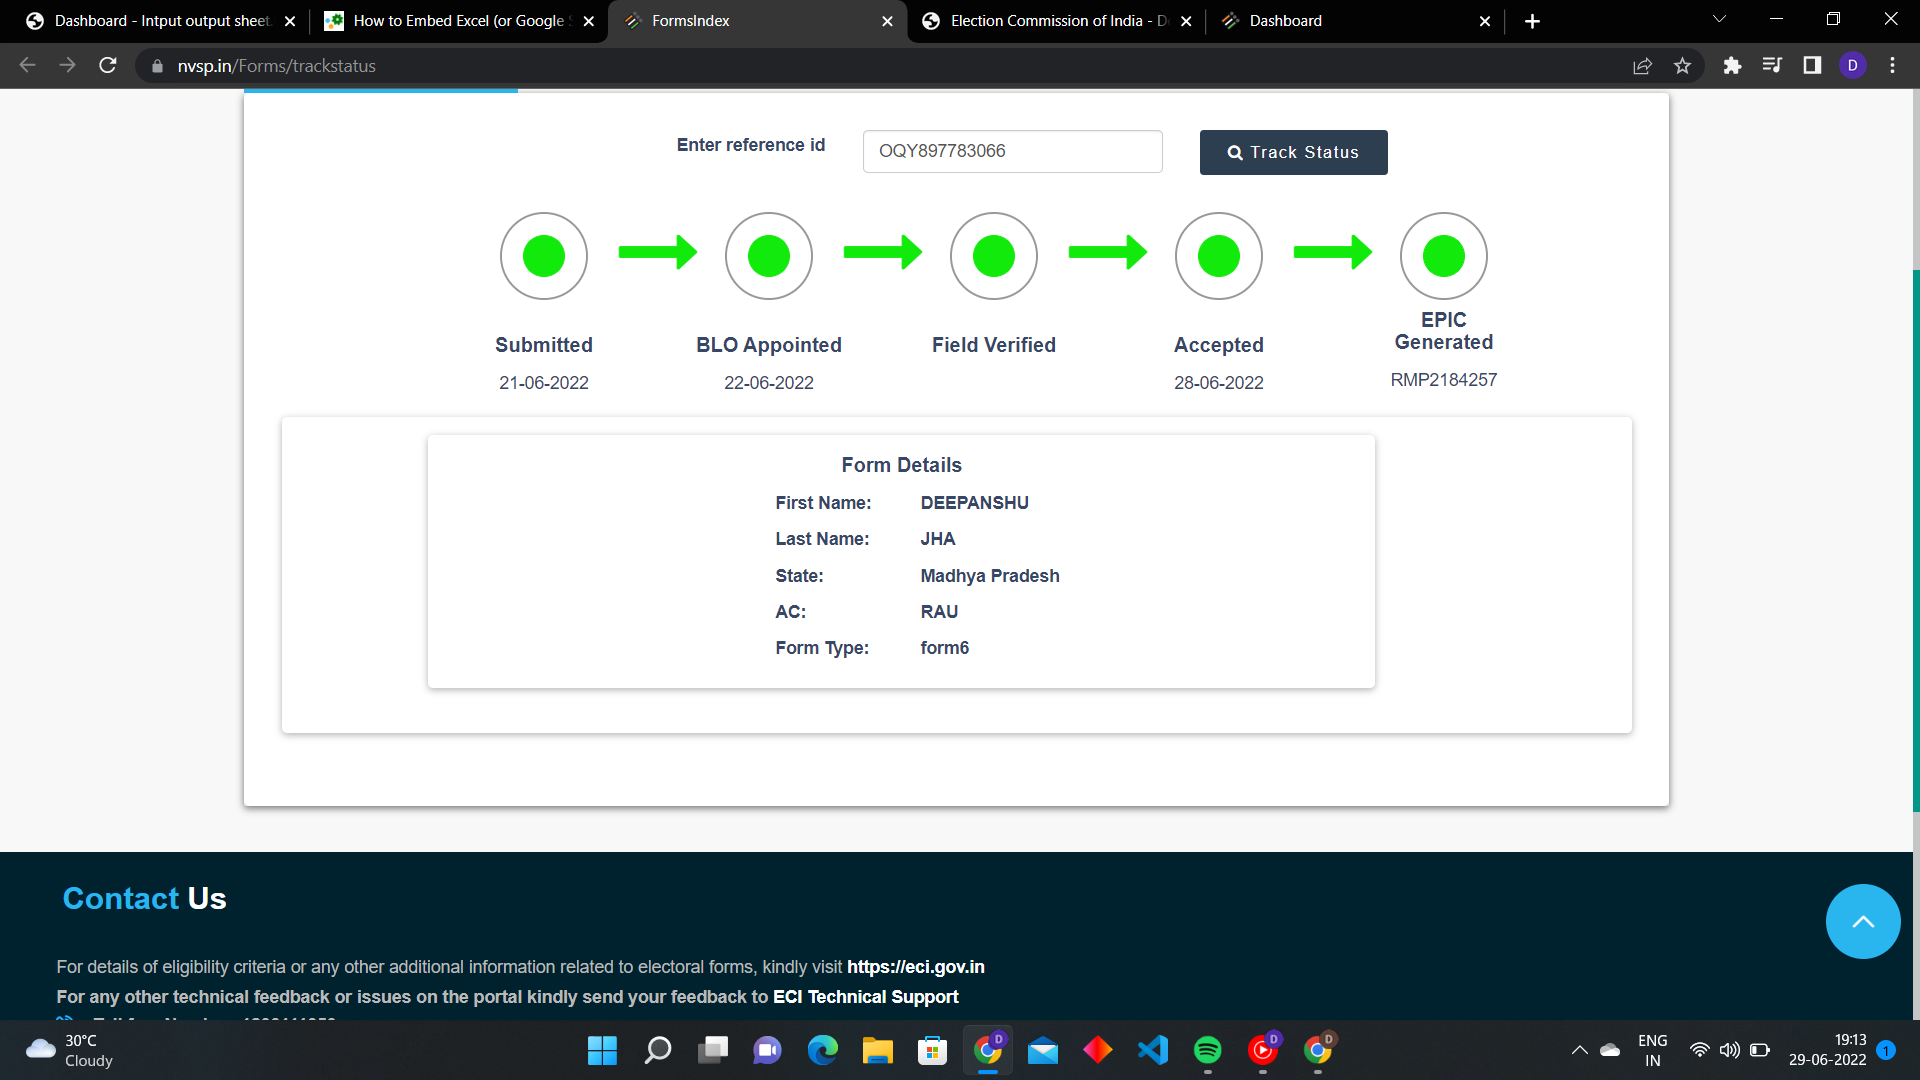 Dashboard - Intput output sheet
How to Embed Excel (or Google
FormsIndex
Election Commission of India - D
Dashboard
nvsp.in/Forms/trackstatus
D
Enter reference id
OQY897783066
Track Status
Submitted
BLO Appointed
Field Verified
Accepted
EPIC
Generated
21-06-2022
22-06-2022
28-06-2022
RMP2184257
Form Details
First Name: DEEPANSHU
Last Name: JHA
State: Madhya Pradesh
AC: RAU
Form Type: form6
Contact Us
For details of eligibility criteria or any other additional information related to electoral forms, kindly visit https://eci.gov.in
For any other technical feedback or issues on the portal kindly send your feedback to ECI Technical Support
30°C
Cloudy
D
D
D
ENG
IN
19:13
29-06-2022
1